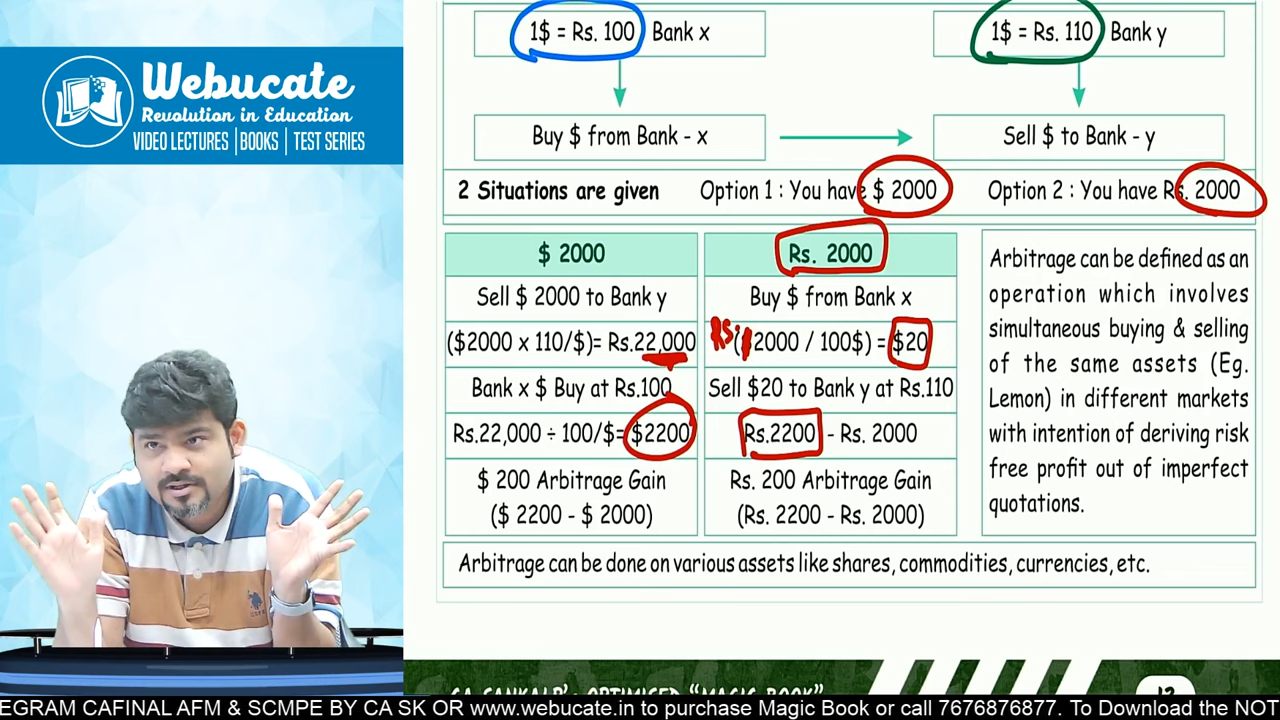 1$ = Rs. 100 Bank x
1$ = Rs. 110 Bank y
Webucate
Revolution in Education
VIDEO LECTURES | BOOKS | TEST SERIES
Buy $ from Bank - x
Sell $ to Bank - y
2 Situations are given Option 1 : You have $ 2000 Option 2 : You have Rs. 2000
$ 2000
Sell $ 2000 to Bank y
($2000 x 110/$)= Rs.22,000
Bank x $ Buy at Rs.100
Rs.22,000 ÷ 100/$= $2200
$ 200 Arbitrage Gain
($ 2200 - $ 2000)
Rs. 2000
Buy $ from Bank x
Rs. ($2000 / 100$) = $20
Sell $20 to Bank y at Rs.110
Rs.2200 - Rs. 2000
Rs. 200 Arbitrage Gain
(Rs. 2200 - Rs. 2000)
Arbitrage can be defined as an
operation which involves
simultaneous buying & selling
of the same assets (Eg.
Lemon) in different markets
with intention of deriving risk
free profit out of imperfect
quotations.
Arbitrage can be done on various assets like shares, commodities, currencies, etc.
CA SANKALP's OPTIMISED "MAGIC BOOK"
EGRAM CAFINAL AFM & SCMPE BY CA SK OR www.webucate.in to purchase Magic Book or call 7676876877. To Download the NOT